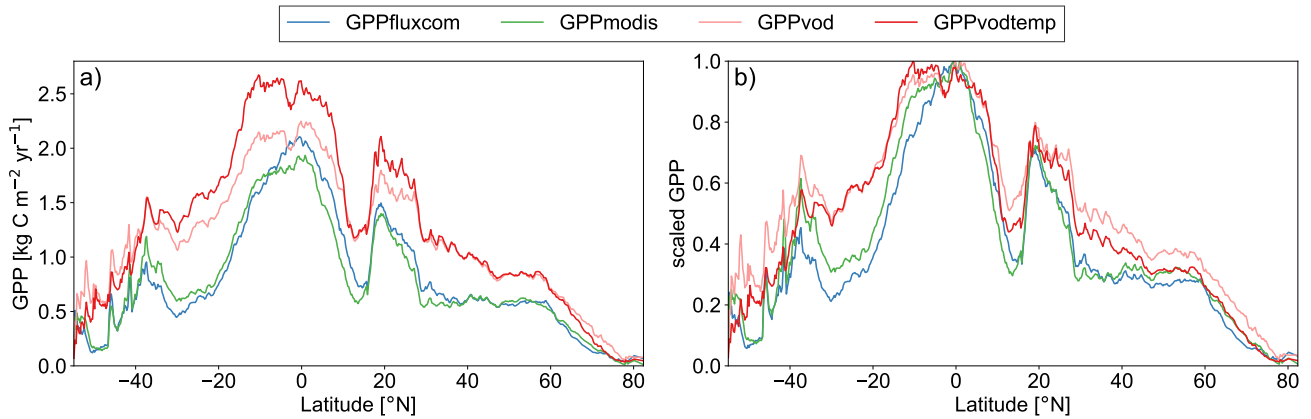 GPPfluxcom GPPmodis GPPvod GPPvodtemp
a)
GPP [kg C m⁻² yr⁻¹]
2.5
2.0
1.5
1.0
0.5
0.0
−40 −20 0 20 40 60 80
Latitude [°N]
b)
scaled GPP
1.0
0.8
0.6
0.4
0.2
0.0
−40 −20 0 20 40 60 80
Latitude [°N]